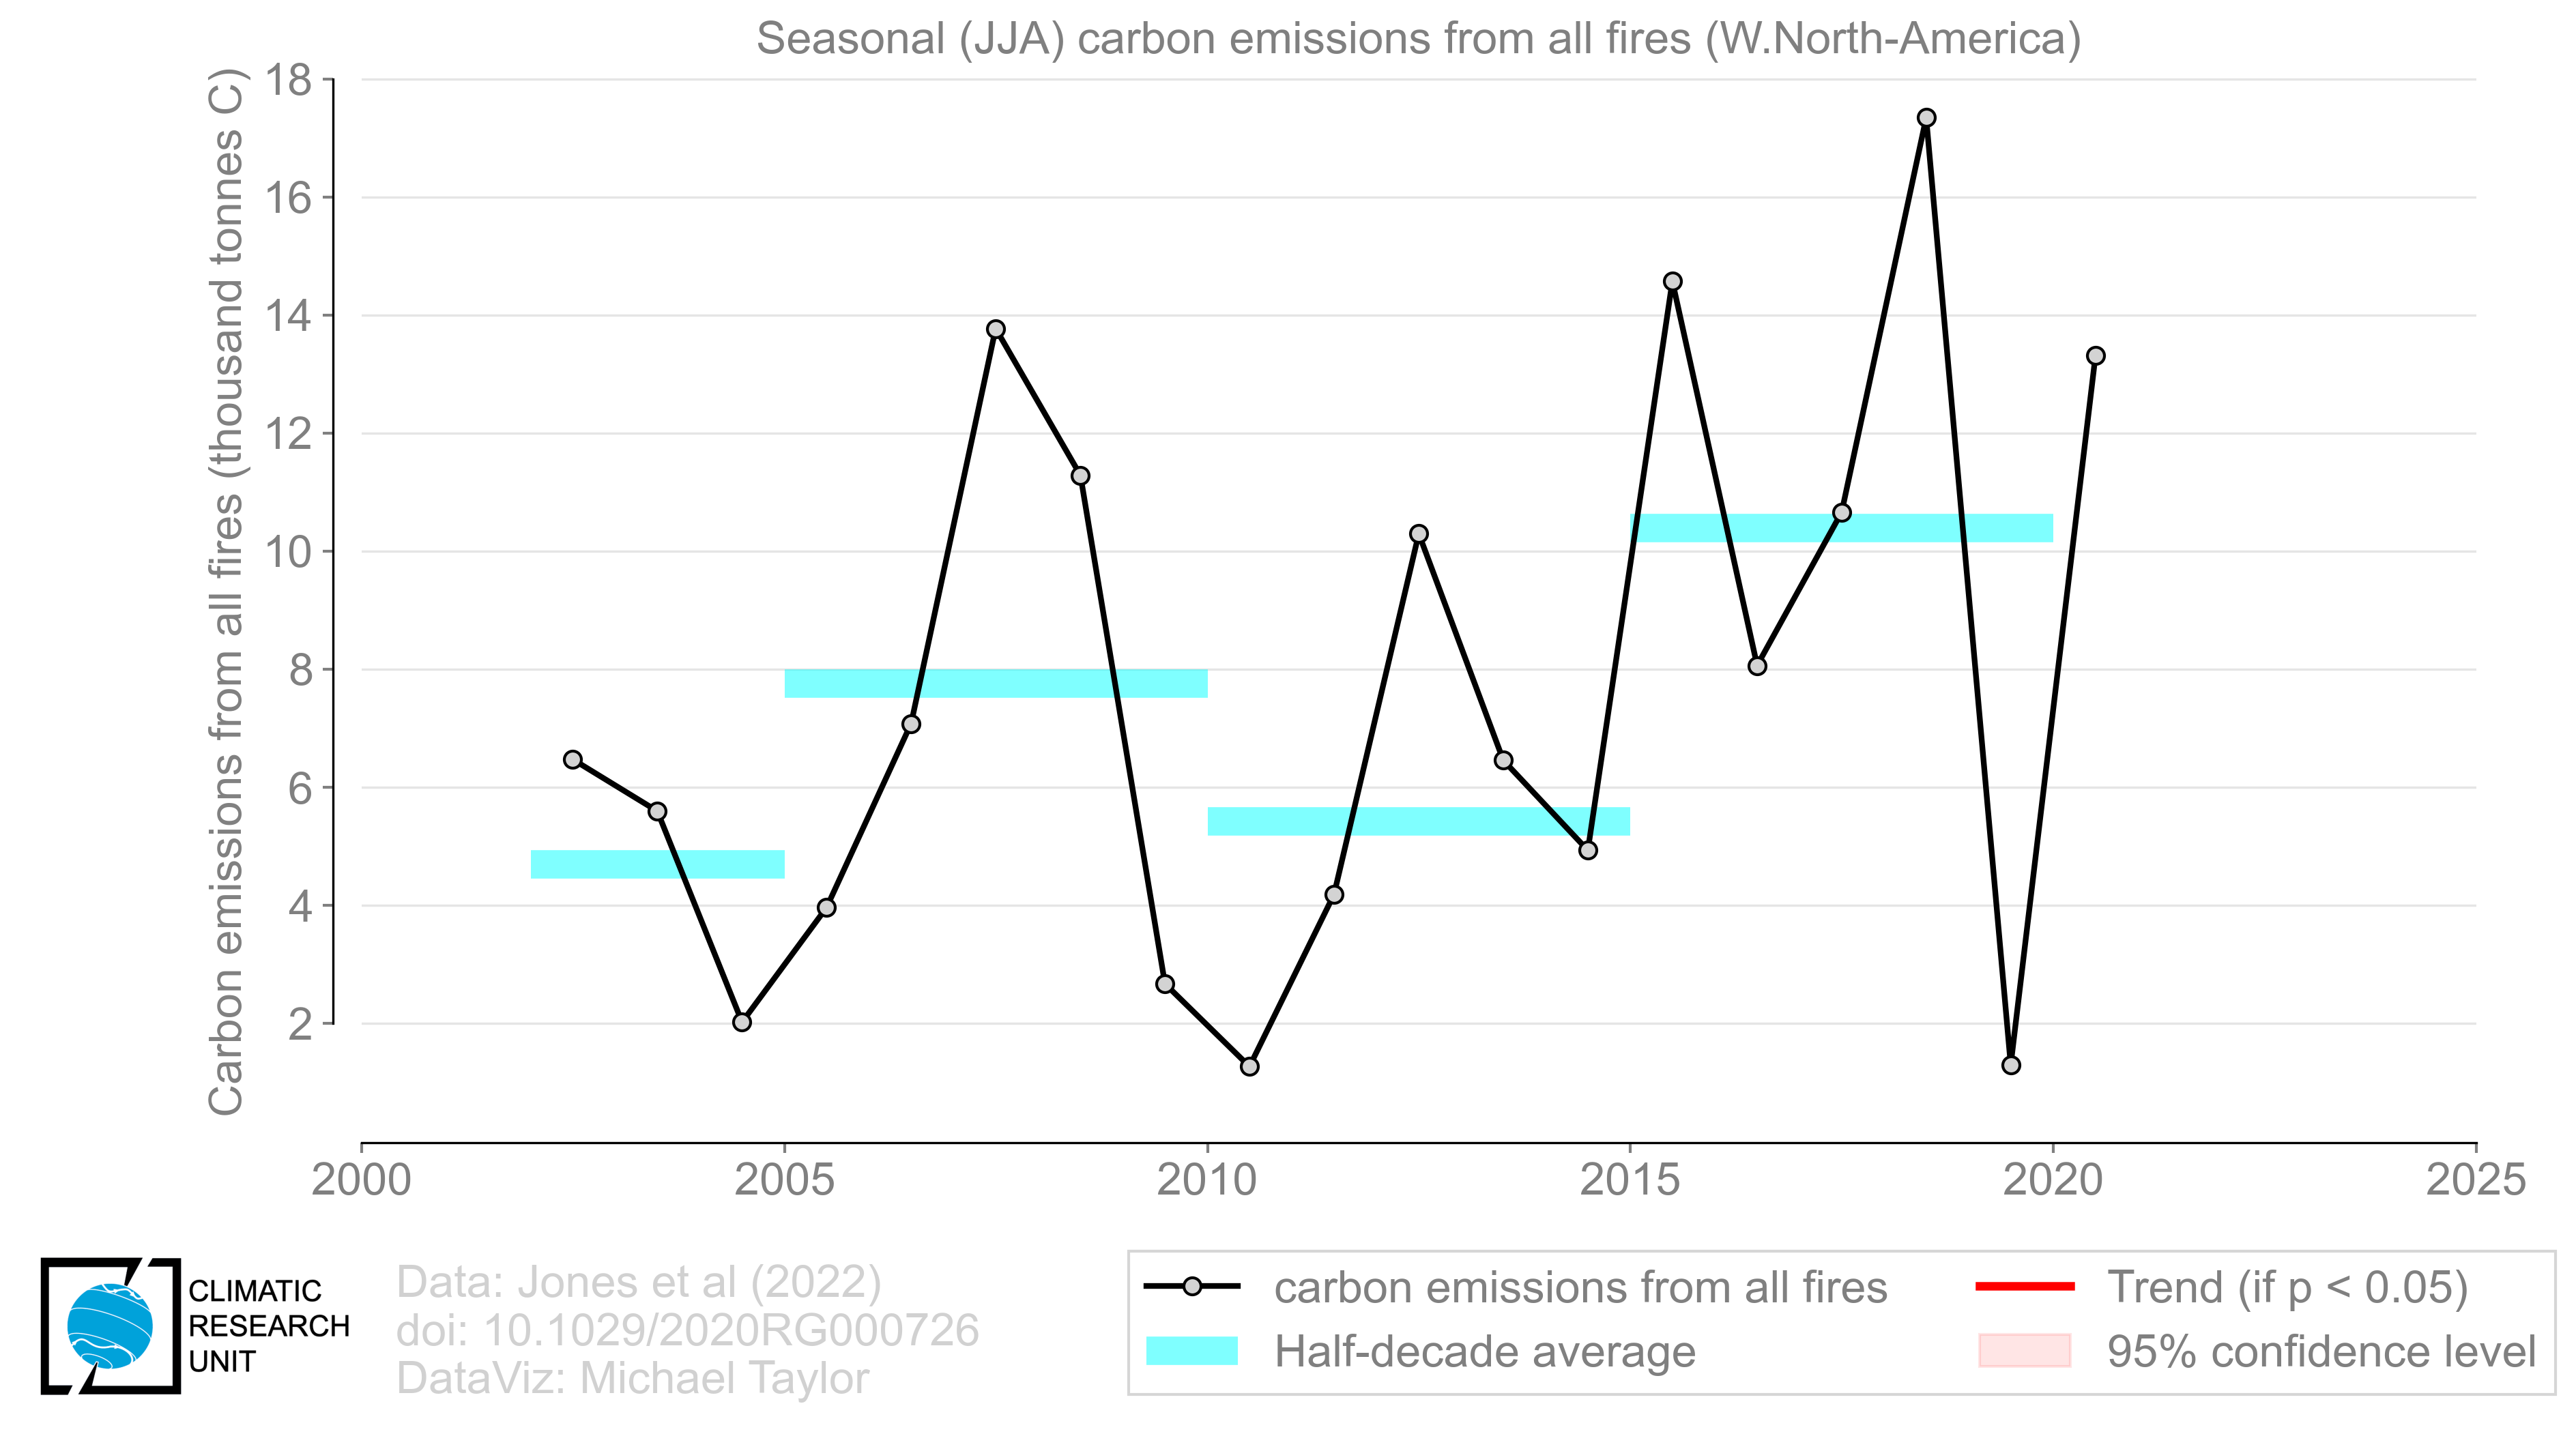 Seasonal (JJA) carbon emissions from all fires (W.North-America)
Carbon emissions from all fires (thousand tonnes C)
18
16
14
12
10
8
6
4
2
2000
2005
2010
2015
2020
2025
CLIMATIC
RESEARCH
UNIT
Data: Jones et al (2022)
doi: 10.1029/2020RG000726
DataViz: Michael Taylor
carbon emissions from all fires
Half-decade average
Trend (if p < 0.05)
95% confidence level